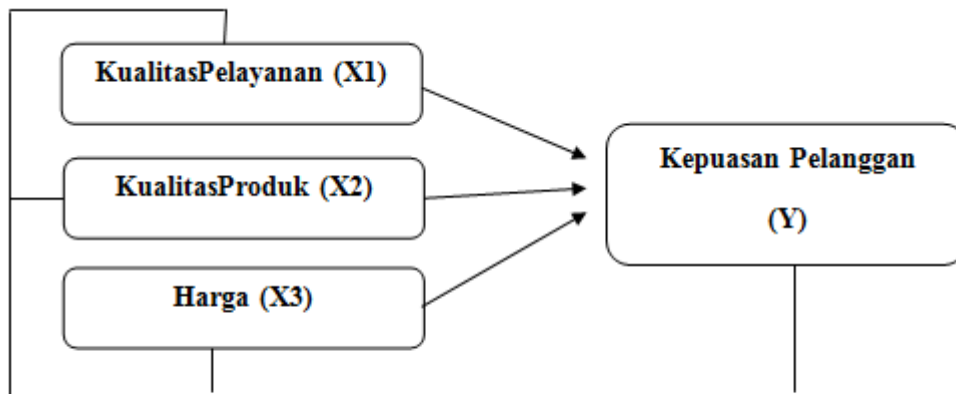 KualitasPelayanan (X1)
KualitasProduk (X2)
Harga (X3)
Kepuasan Pelanggan
(Y)